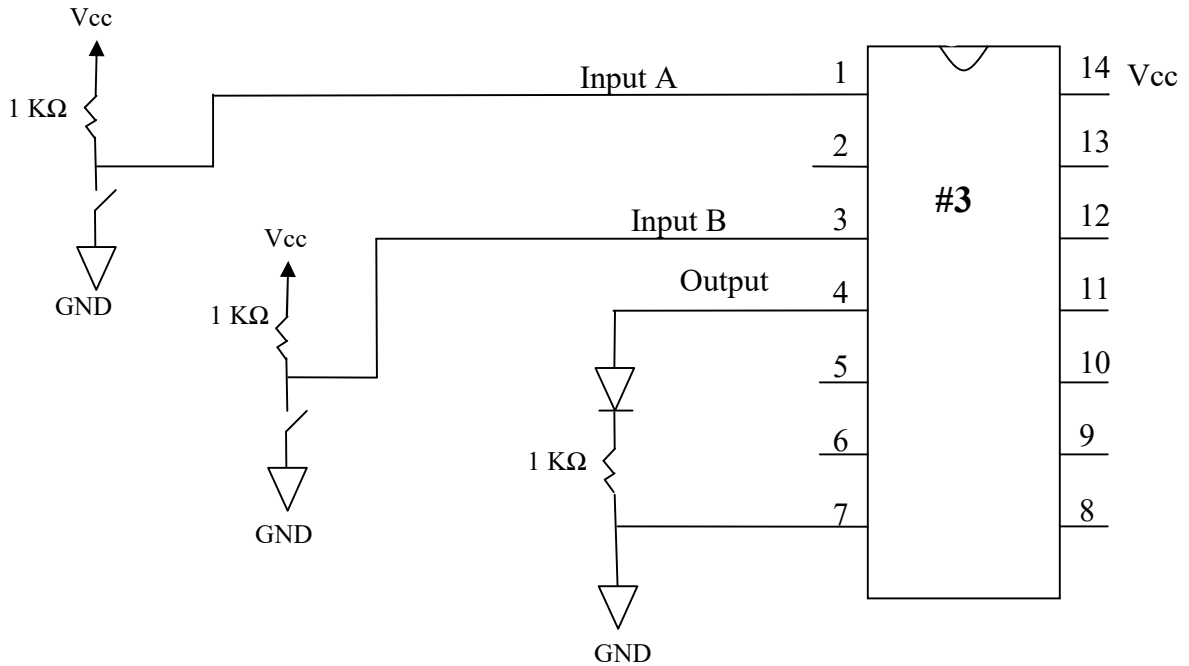 Vcc
1 KΩ
GND
Vcc
1 KΩ
GND
Input A
Input B
Output
1 KΩ
GND
1
2
3
4
5
6
7
#3
14 Vcc
13
12
11
10
9
8